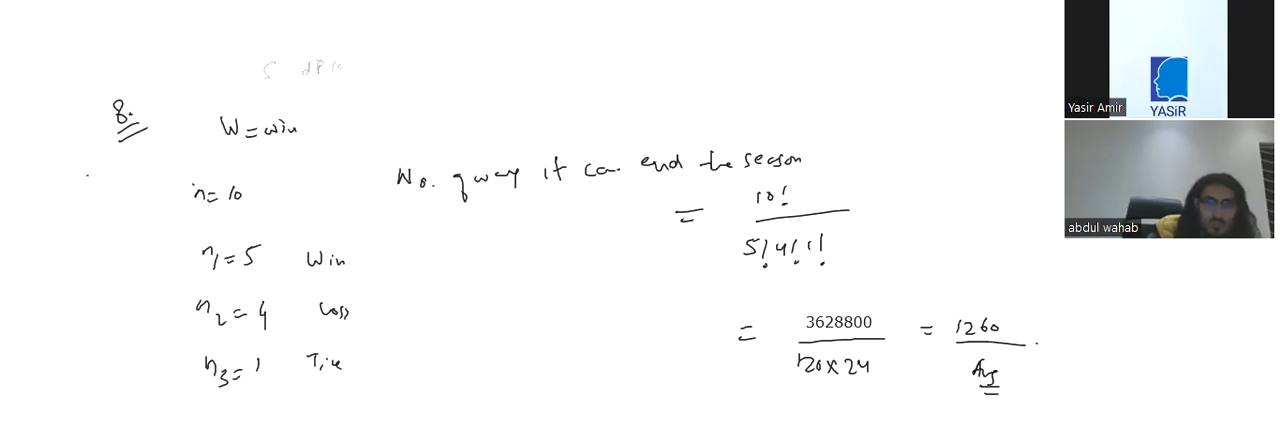 8.
W = win
n = 10
No. of way it can end the season
= 10! / 5! 4! 1!
n1 = 5 Win
n2 = 4 Loss
n3 = 1 Tie
= 3628800 / 120 x 24 = 1260
Ans
Yasir Amir
YASiR
abdul wahab